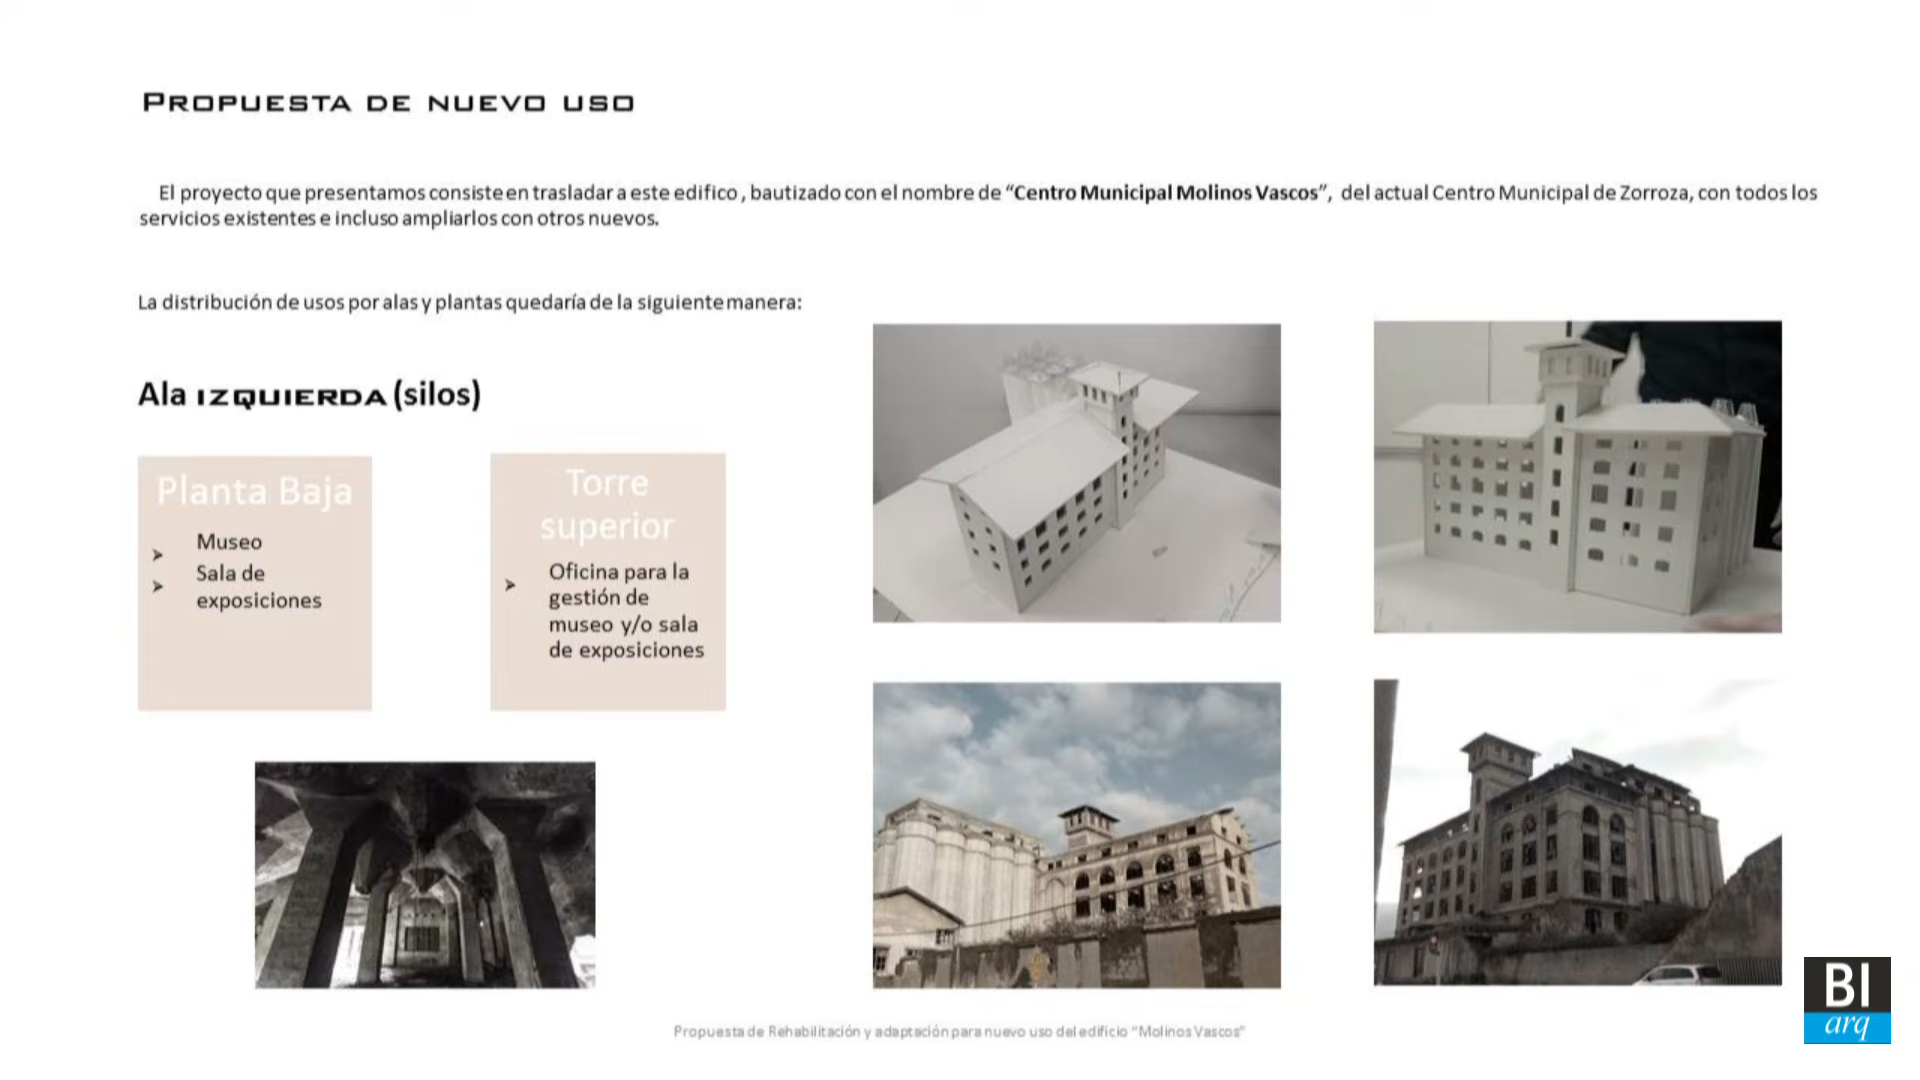 PROPUESTA DE NUEVO USO
El proyecto que presentamos consiste en trasladar a este edifico, bautizado con el nombre de “Centro Municipal Molinos Vascos”, del actual Centro Municipal de Zorroza, con todos los
servicios existentes e incluso ampliarlos con otros nuevos.
La distribución de usos por alas y plantas quedaría de la siguiente manera:
Ala IZQUIERDA (silos)
Planta Baja
Museo
Sala de
exposiciones
Torre
superior
Oficina para la
gestión de
museo y/o sala
de exposiciones
Propuesta de Rehabilitación y adaptación para nuevo uso del edificio “Molinos Vascos”
BI
arq